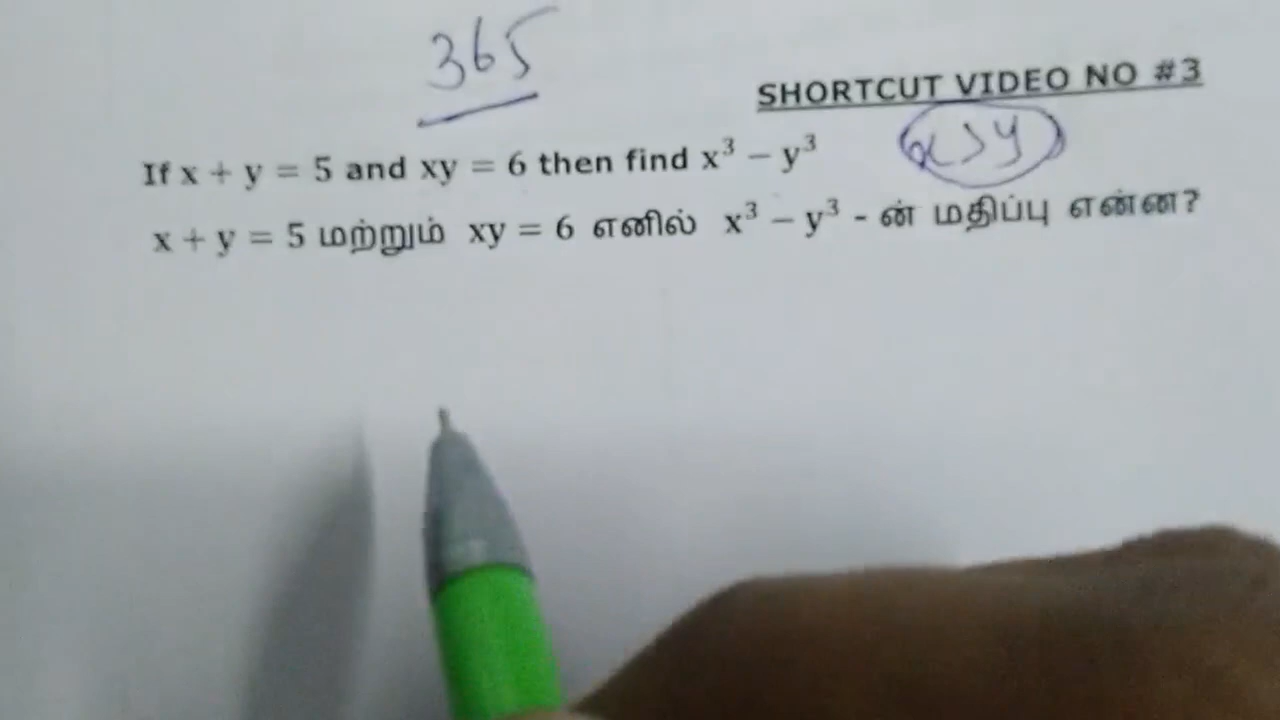 365
SHORTCUT VIDEO NO #3
x > y
If x + y = 5 and xy = 6 then find x³ – y³
x + y = 5 மற்றும் xy = 6 எனில் x³ – y³ - ன் மதிப்பு என்ன?